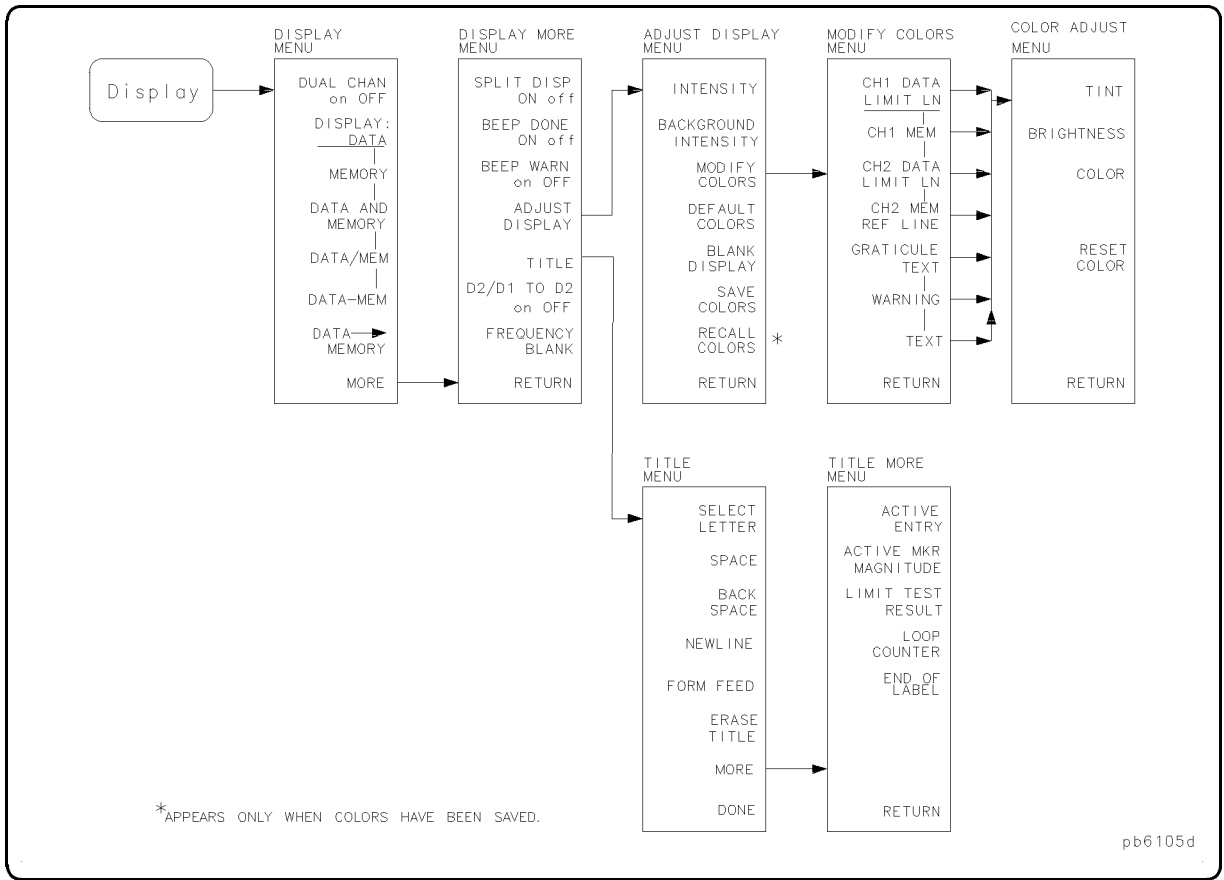 Display
DISPLAY
MENU
DUAL CHAN
on OFF
DISPLAY:
DATA
MEMORY
DATA AND
MEMORY
DATA/MEM
DATA-MEM
DATA
MEMORY
MORE
DISPLAY MORE
MENU
SPLIT DISP
ON off
BEEP DONE
ON off
BEEP WARN
on OFF
ADJUST
DISPLAY
TITLE
D2/D1 TO D2
on OFF
FREQUENCY
BLANK
RETURN
ADJUST DISPLAY
MENU
INTENSITY
BACKGROUND
INTENSITY
MODIFY
COLORS
DEFAULT
COLORS
BLANK
DISPLAY
SAVE
COLORS
RECALL
COLORS *
RETURN
MODIFY COLORS
MENU
CH1 DATA
LIMIT LN
CH1 MEM
CH2 DATA
LIMIT LN
CH2 MEM
REF LINE
GRATICULE
TEXT
WARNING
TEXT
RETURN
COLOR ADJUST
MENU
TINT
BRIGHTNESS
COLOR
RESET
COLOR
RETURN
TITLE
MENU
SELECT
LETTER
SPACE
BACK
SPACE
NEWLINE
FORM FEED
ERASE
TITLE
MORE
DONE
TITLE MORE
MENU
ACTIVE
ENTRY
ACTIVE MKR
MAGNITUDE
LIMIT TEST
RESULT
LOOP
COUNTER
END OF
LABEL
RETURN
*APPEARS ONLY WHEN COLORS HAVE BEEN SAVED.
pb6105d